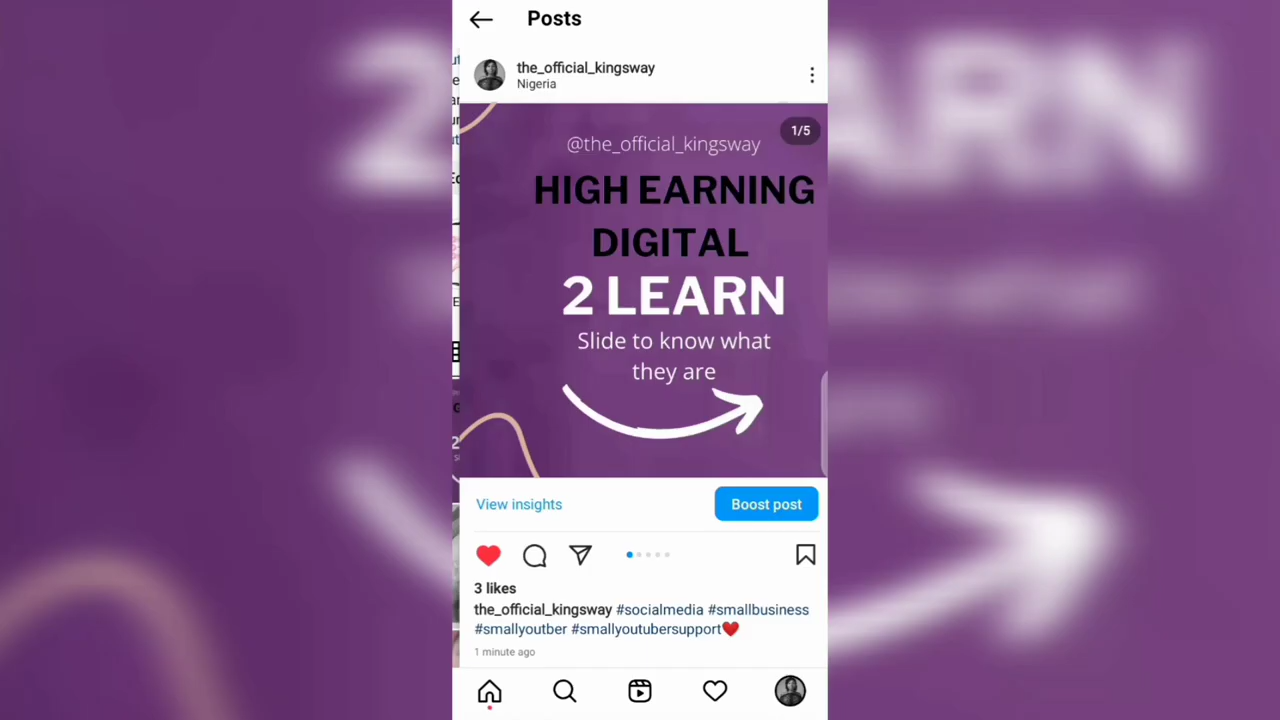 Posts
the_official_kingsway
Nigeria
1/5
@the_official_kingsway
HIGH EARNING
DIGITAL
2 LEARN
Slide to know what
they are
View insights
Boost post
3 likes
the_official_kingsway #socialmedia #smallbusiness
#smallyoutber #smallyoutubersupport❤️
1 minute ago